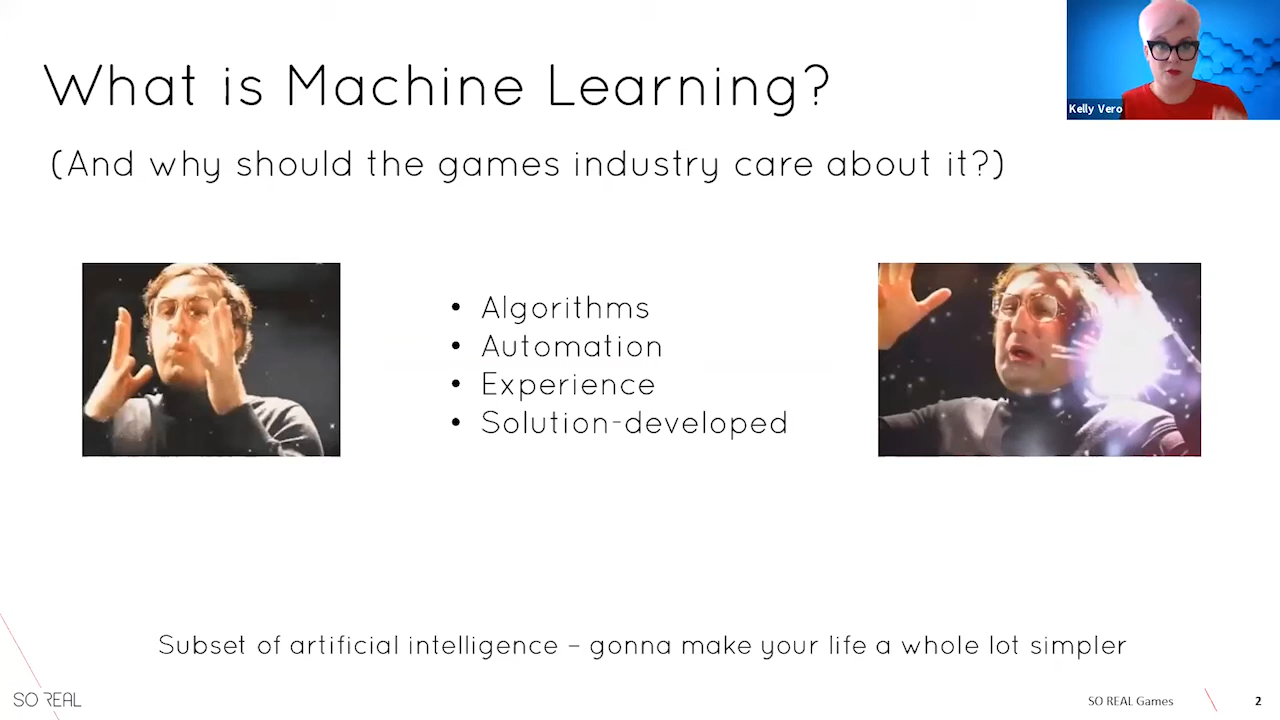 What is Machine Learning?
Kelly Vero
(And why should the games industry care about it?)
• Algorithms
• Automation
• Experience
• Solution-developed
Subset of artificial intelligence – gonna make your life a whole lot simpler
SO REAL
SO REAL Games
2